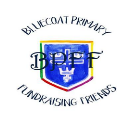 BLUECOAT PRIMARY
BPFF
FUNDRAISING FRIENDS